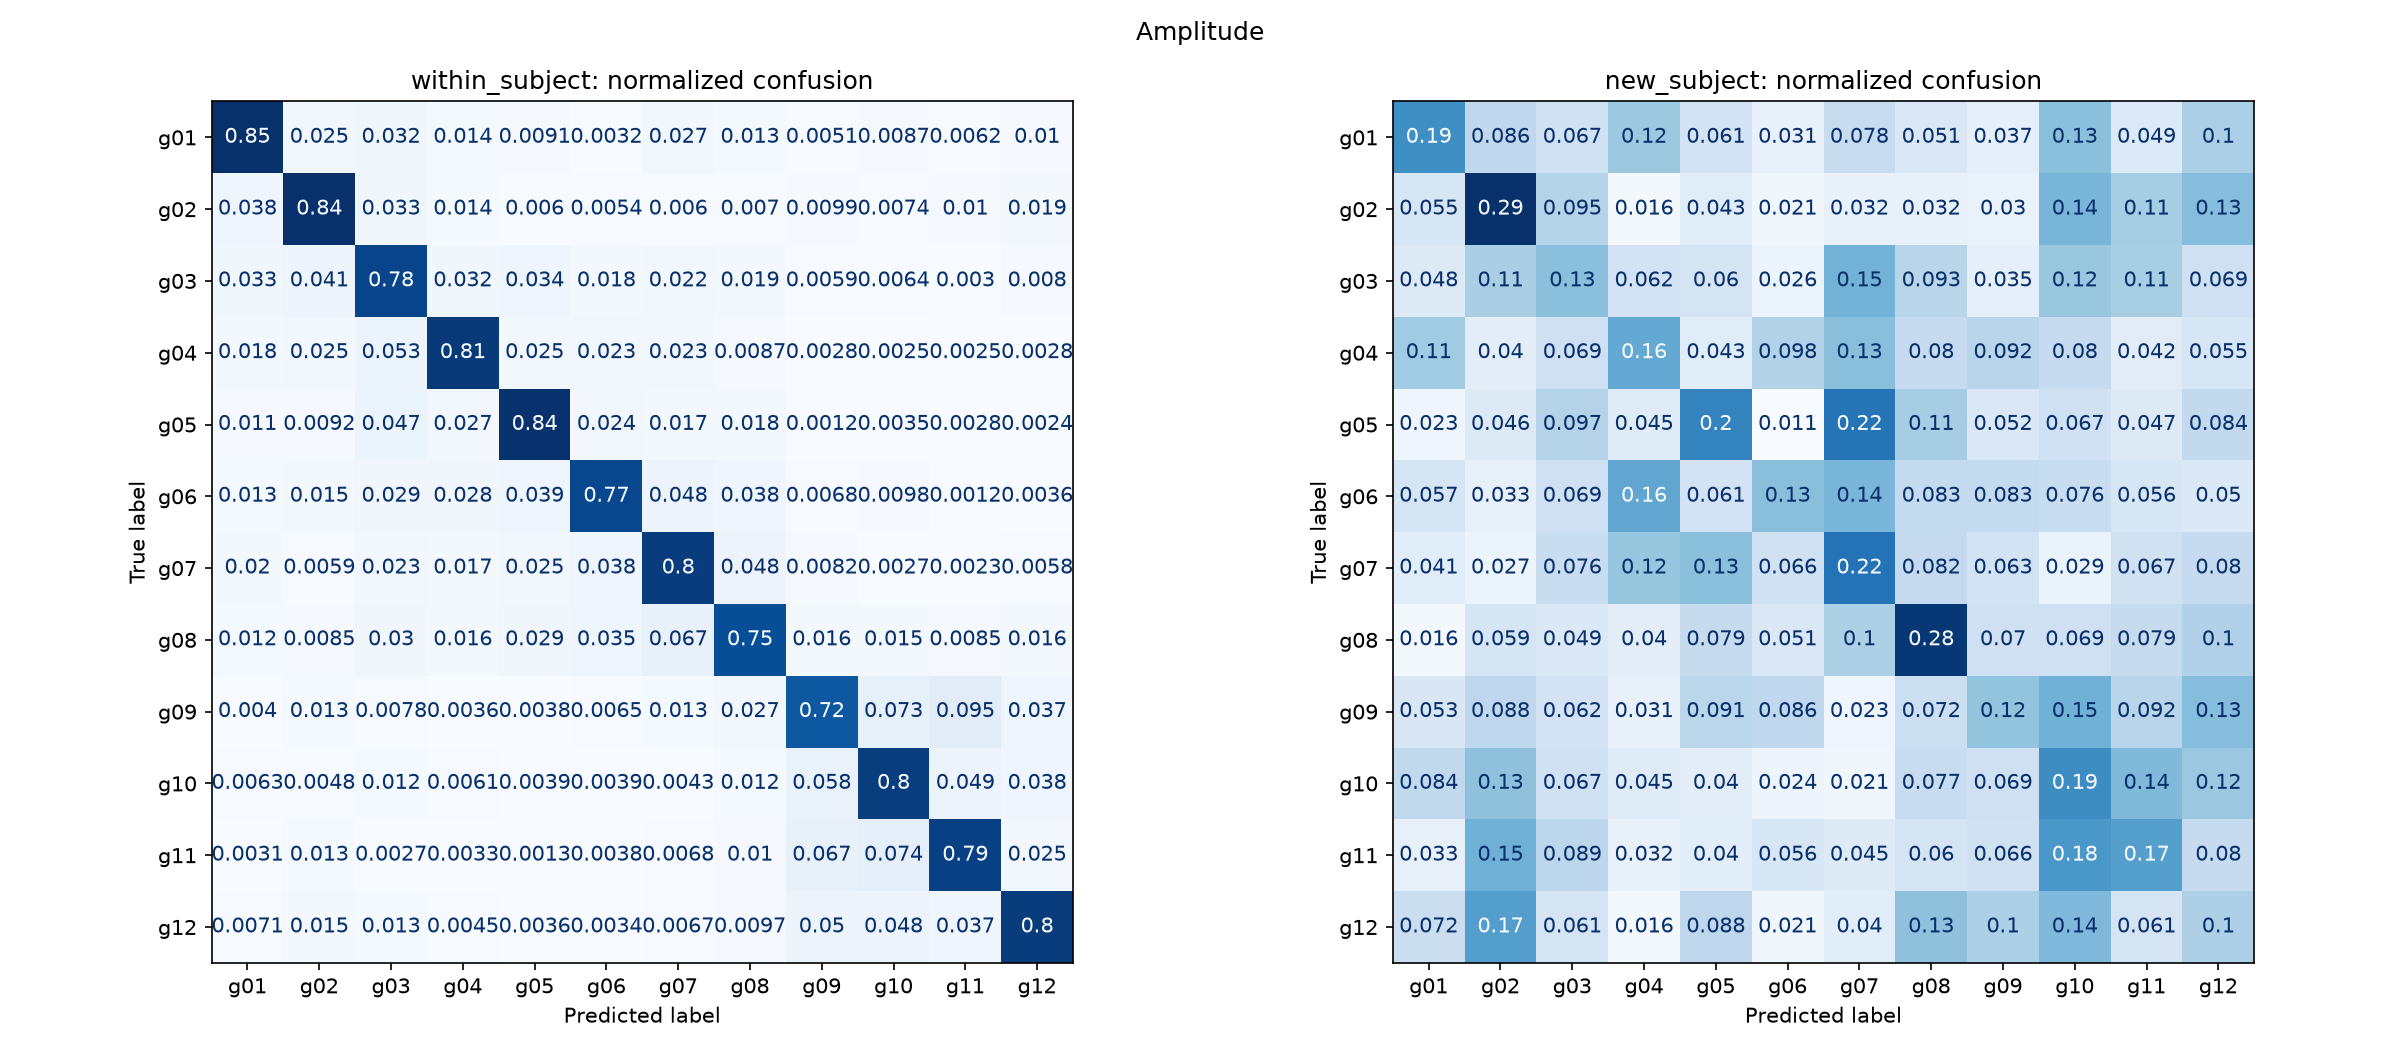 Amplitude
within_subject: normalized confusion
g01 0.85 0.025 0.032 0.014 0.0091 0.0032 0.027 0.013 0.0051 0.0087 0.0062 0.01
g02 0.038 0.84 0.033 0.014 0.006 0.0054 0.006 0.007 0.0099 0.0074 0.01 0.019
g03 0.033 0.041 0.78 0.032 0.034 0.018 0.022 0.019 0.0059 0.0064 0.003 0.008
g04 0.018 0.025 0.053 0.81 0.025 0.023 0.023 0.0087 0.0028 0.0025 0.0025 0.0028
g05 0.011 0.0092 0.047 0.027 0.84 0.024 0.017 0.018 0.0012 0.0035 0.0028 0.0024
g06 0.013 0.015 0.029 0.028 0.039 0.77 0.048 0.038 0.0068 0.0098 0.0012 0.0036
g07 0.02 0.0059 0.023 0.017 0.025 0.038 0.8 0.048 0.0082 0.0027 0.0023 0.0058
g08 0.012 0.0085 0.03 0.016 0.029 0.035 0.067 0.75 0.016 0.015 0.0085 0.016
g09 0.004 0.013 0.0078 0.0036 0.0038 0.0065 0.013 0.027 0.72 0.073 0.095 0.037
g10 0.0063 0.0048 0.012 0.0061 0.0039 0.0039 0.0043 0.012 0.058 0.8 0.049 0.038
g11 0.0031 0.013 0.0027 0.0033 0.0013 0.0038 0.0068 0.01 0.067 0.074 0.79 0.025
g12 0.0071 0.015 0.013 0.0045 0.0036 0.0034 0.0067 0.0097 0.05 0.048 0.037 0.8
g01 g02 g03 g04 g05 g06 g07 g08 g09 g10 g11 g12
True label
Predicted label
new_subject: normalized confusion
g01 0.19 0.086 0.067 0.12 0.061 0.031 0.078 0.051 0.037 0.13 0.049 0.1
g02 0.055 0.29 0.095 0.016 0.043 0.021 0.032 0.032 0.03 0.14 0.11 0.13
g03 0.048 0.11 0.13 0.062 0.06 0.026 0.15 0.093 0.035 0.12 0.11 0.069
g04 0.11 0.04 0.069 0.16 0.043 0.098 0.13 0.08 0.092 0.08 0.042 0.055
g05 0.023 0.046 0.097 0.045 0.2 0.011 0.22 0.11 0.052 0.067 0.047 0.084
g06 0.057 0.033 0.069 0.16 0.061 0.13 0.14 0.083 0.083 0.076 0.056 0.05
g07 0.041 0.027 0.076 0.12 0.13 0.066 0.22 0.082 0.063 0.029 0.067 0.08
g08 0.016 0.059 0.049 0.04 0.079 0.051 0.1 0.28 0.07 0.069 0.079 0.1
g09 0.053 0.088 0.062 0.031 0.091 0.086 0.023 0.072 0.12 0.15 0.092 0.13
g10 0.084 0.13 0.067 0.045 0.04 0.024 0.021 0.077 0.069 0.19 0.14 0.12
g11 0.033 0.15 0.089 0.032 0.04 0.056 0.045 0.06 0.066 0.18 0.17 0.08
g12 0.072 0.17 0.061 0.016 0.088 0.021 0.04 0.13 0.1 0.14 0.061 0.1
g01 g02 g03 g04 g05 g06 g07 g08 g09 g10 g11 g12
True label
Predicted label